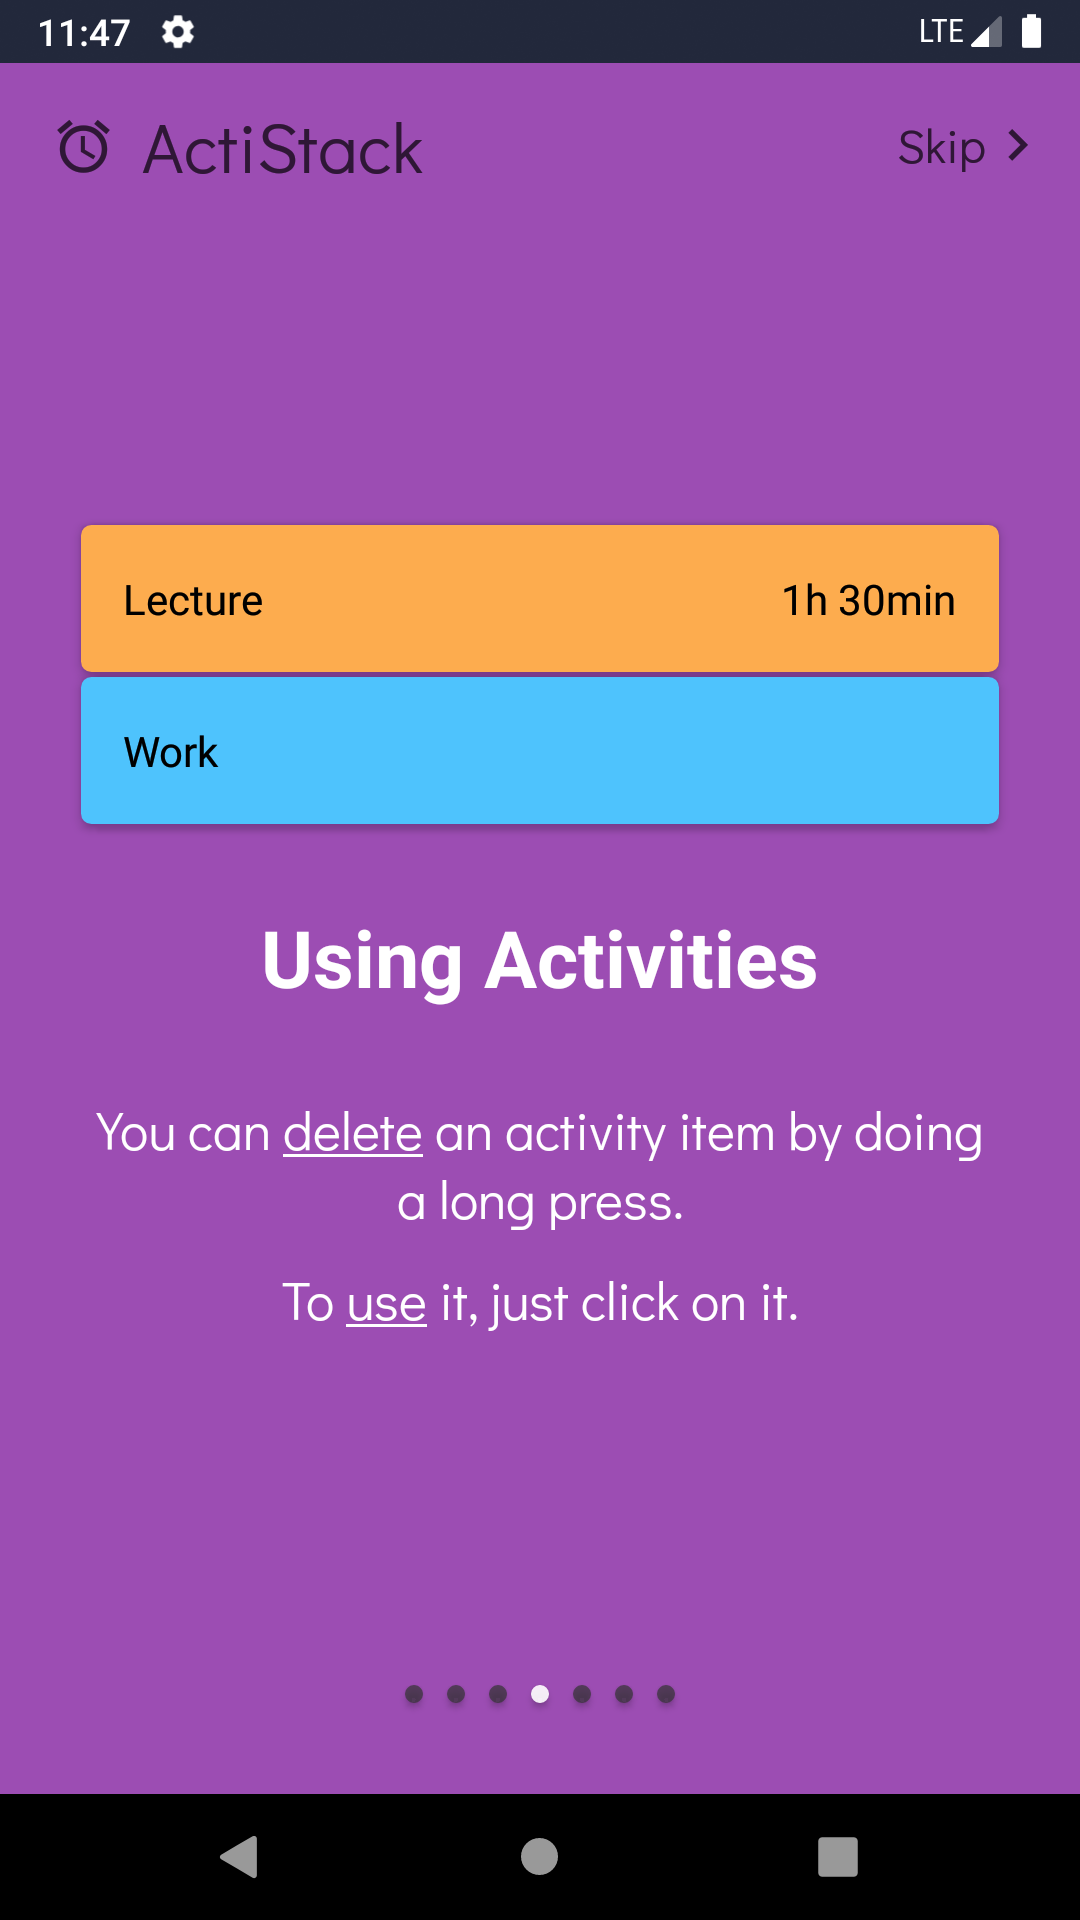 11:47 LTE
ActiStack Skip
Lecture 1h 30min
Work
Using Activities
You can delete an activity item by doing
a long press.
To use it, just click on it.